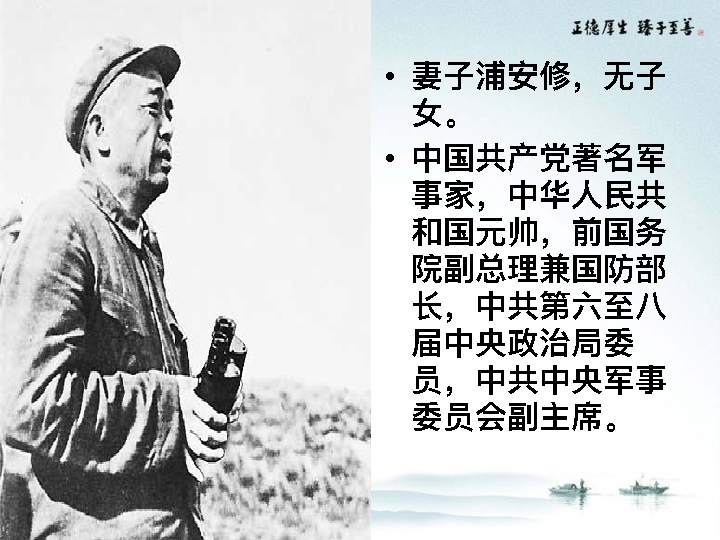 正德厚生 臻于至善
• 妻子浦安修，无子
女。
• 中国共产党著名军
事家，中华人民共
和国元帅，前国务
院副总理兼国防部
长，中共第六至八
届中央政治局委
员，中共中央军事
委员会副主席。